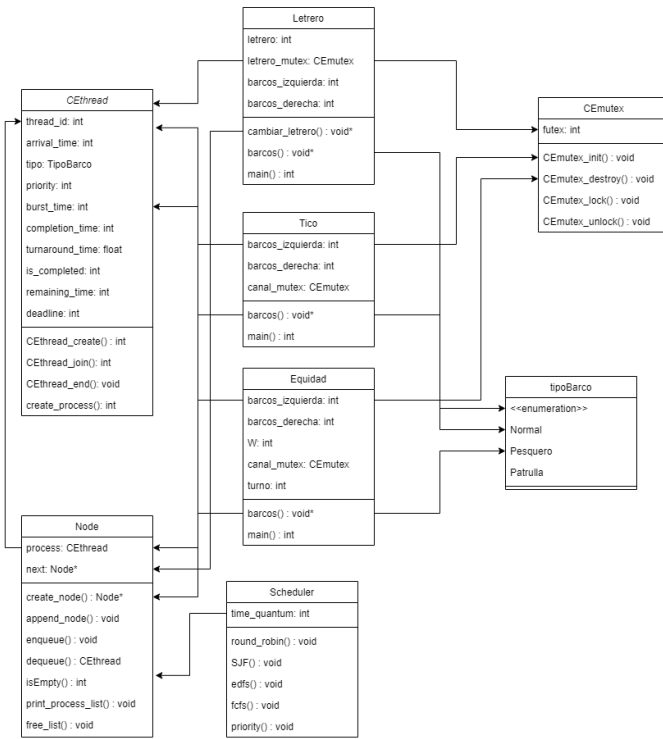 Letrero
letrero: int
letrero_mutex: CEmutex
barcos_izquierda: int
barcos_derecha: int
cambiar_letrero() : void*
barcos() : void*
main() : int
CEthread
thread_id: int
arrival_time: int
tipo: TipoBarco
priority: int
burst_time: int
completion_time: int
turnaround_time: float
is_completed: int
remaining_time: int
deadline: int
CEthread_create() : int
CEthread_join(): int
CEthread_end(): void
create_process(): int
CEmutex
futex: int
CEmutex_init() : void
CEmutex_destroy() : void
CEmutex_lock() : void
CEmutex_unlock() : void
Tico
barcos_izquierda: int
barcos_derecha: int
canal_mutex: CEmutex
barcos() : void*
main() : int
Equidad
barcos_izquierda: int
barcos_derecha: int
W: int
canal_mutex: CEmutex
turno: int
barcos() : void*
main() : int
tipoBarco
<<enumeration>>
Normal
Pesquero
Patrulla
Node
process: CEthread
next: Node*
create_node() : Node*
append_node() : void
enqueue() : void
dequeue() : CEthread
isEmpty() : int
print_process_list() : void
free_list() : void
Scheduler
time_quantum: int
round_robin() : void
SJF() : void
edfs() : void
fcfs() : void
priority() : void